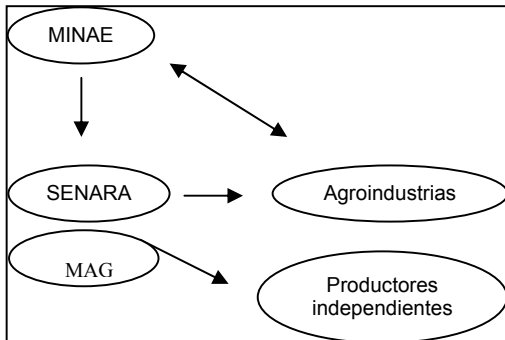 MINAE
SENARA
Agroindustrias
MAG
Productores
independientes